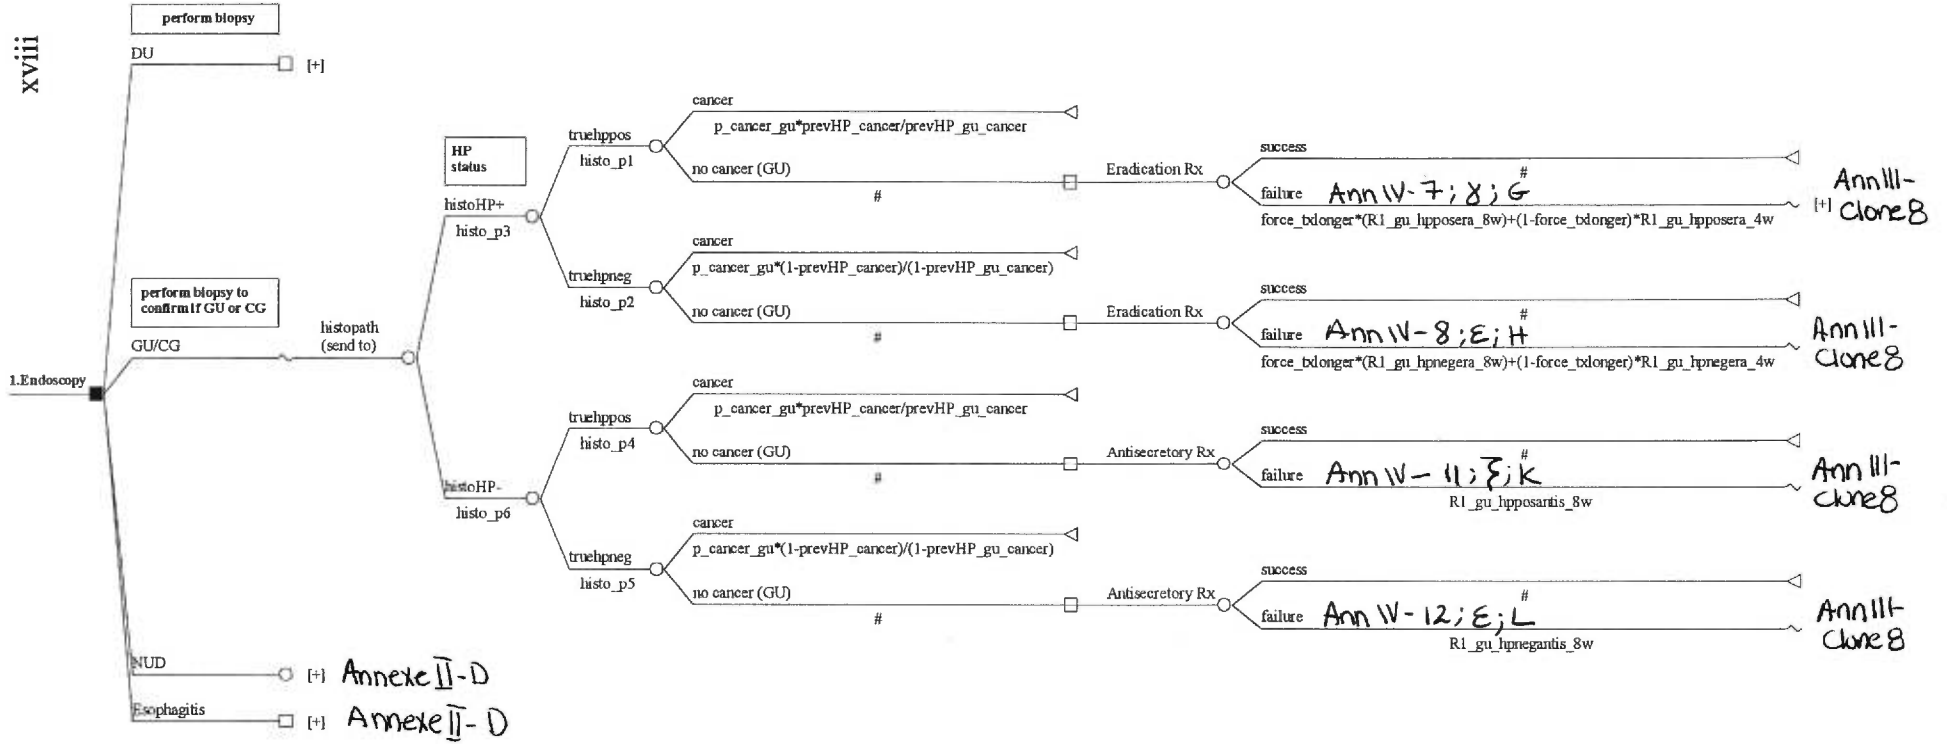 xviii
perform biopsy
DU
[+]
cancer
p_cancer_gu*prevHP_cancer/prevHP_gu_cancer
truehppos
histo_p1
HP
status
no cancer (GU)
#
Eradication Rx
success
#
failure Ann IV-7; γ; G
force_txlonger*(R1_gu_hpposera_8w)+(1-force_txlonger)*R1_gu_hpposera_4w
[+] Ann III-
Clone 8
histoHP+
histo_p3
cancer
p_cancer_gu*(1-prevHP_cancer)/(1-prevHP_gu_cancer)
truehpneg
histo_p2
no cancer (GU)
#
Eradication Rx
success
#
failure Ann IV-8; ε; H
force_txlonger*(R1_gu_hpnegera_8w)+(1-force_txlonger)*R1_gu_hpnegera_4w
Ann III-
Clone 8
perform biopsy to
confirm if GU or CG
GU/CG
histopath
(send to)
1.Endoscopy
cancer
p_cancer_gu*prevHP_cancer/prevHP_gu_cancer
truehppos
histo_p4
no cancer (GU)
#
Antisecretory Rx
success
#
failure Ann IV-11; ξ; K
R1_gu_hpposantis_8w
Ann III-
Clone 8
histoHP-
histo_p6
cancer
p_cancer_gu*(1-prevHP_cancer)/(1-prevHP_gu_cancer)
truehpneg
histo_p5
no cancer (GU)
#
Antisecretory Rx
success
#
failure Ann IV-12; ε; L
R1_gu_hpnegantis_8w
Ann III-
Clone 8
NUD
[+] Annexe II-D
Esophagitis
[+] Annexe II-D